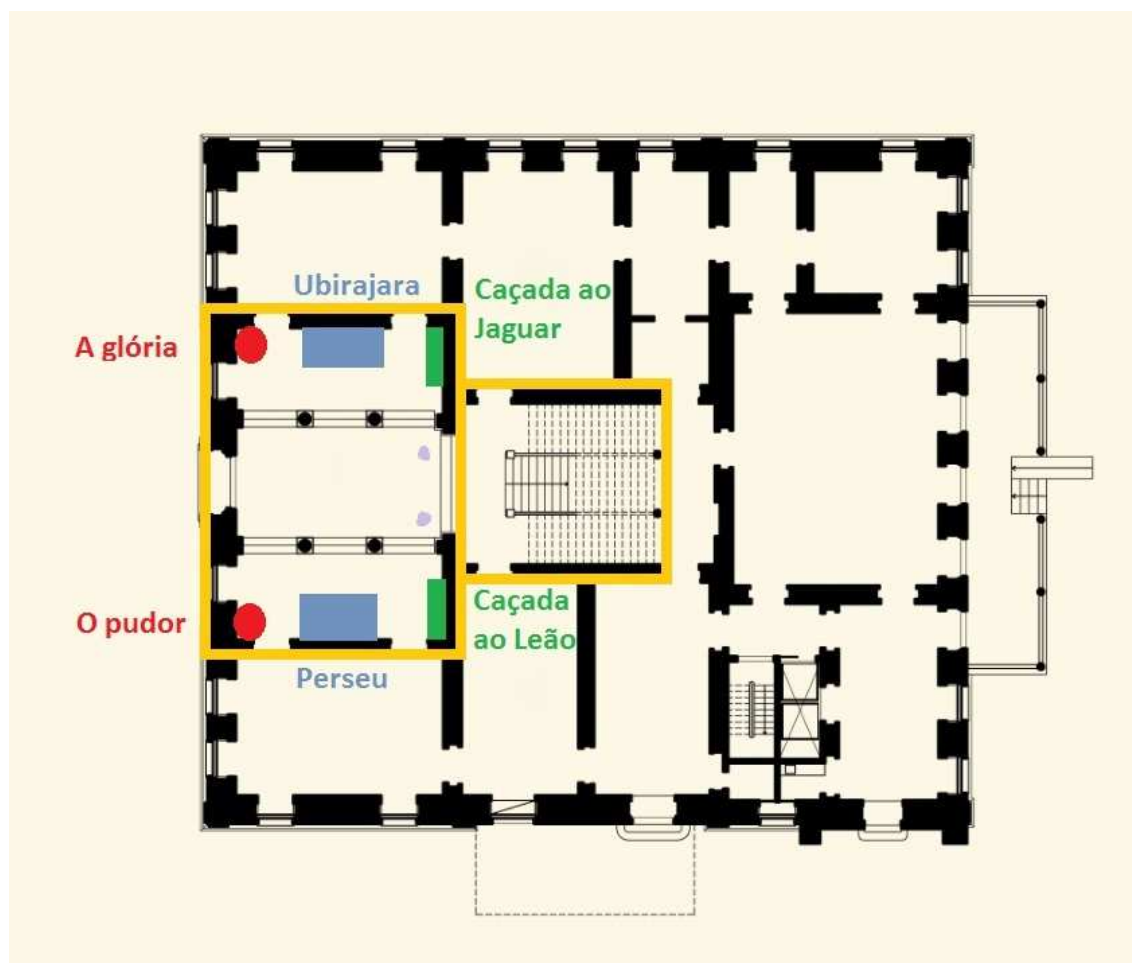 Ubirajara
Caçada ao
Jaguar
A glória
O pudor
Caçada
ao Leão
Perseu